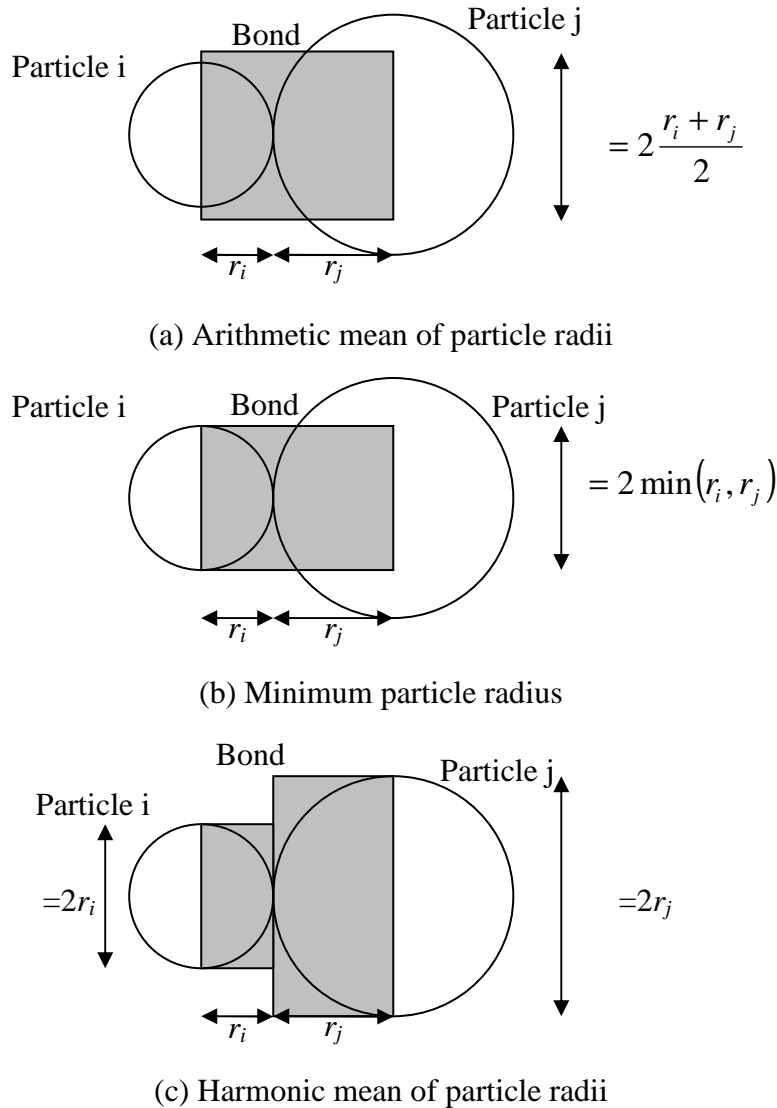 Particle j
Bond
Particle i
= 2 (r_i + r_j)/2
r_i r_j
(a) Arithmetic mean of particle radii
Particle i Bond Particle j
= 2 min(r_i, r_j)
r_i r_j
(b) Minimum particle radius
Bond
Particle j
Particle i
=2r_i =2r_j
r_i r_j
(c) Harmonic mean of particle radii